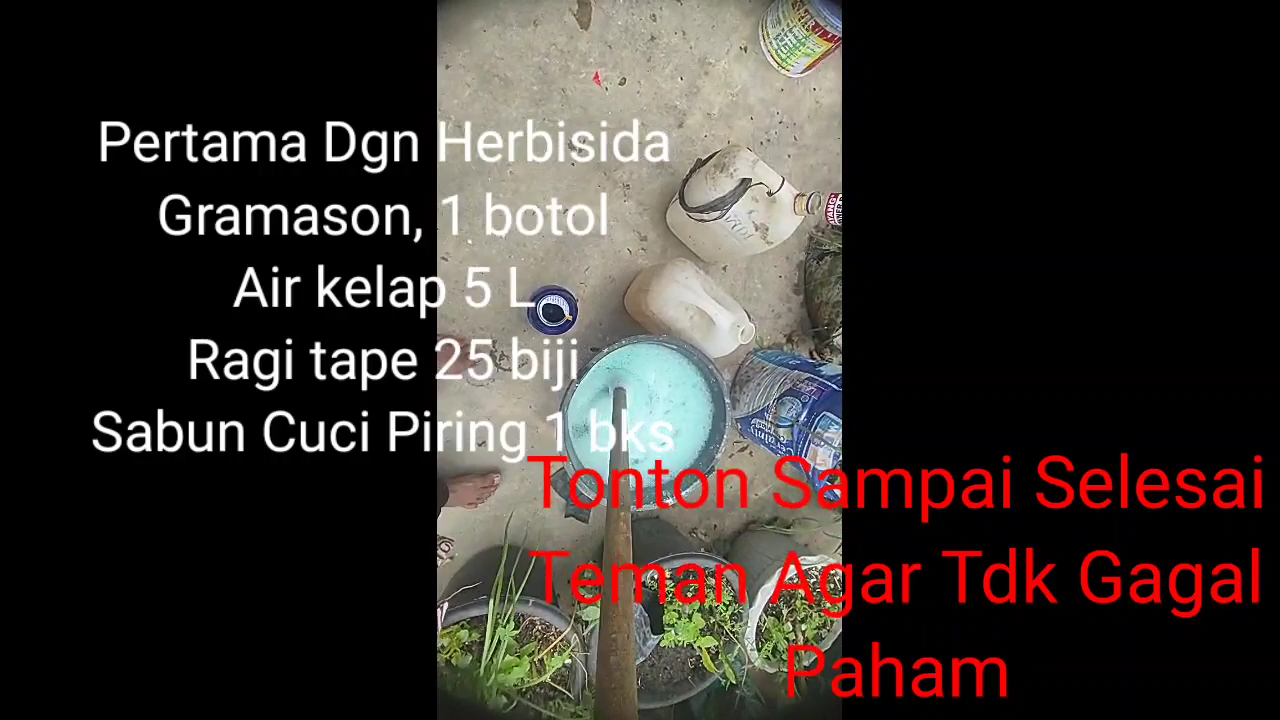 Pertama Dgn Herbisida
Gramason, 1 botol
Air kelap 5 L
Ragi tape 25 biji
Sabun Cuci Piring 1 bks
Tonton Sampai Selesai
Teman Agar Tdk Gagal
Paham